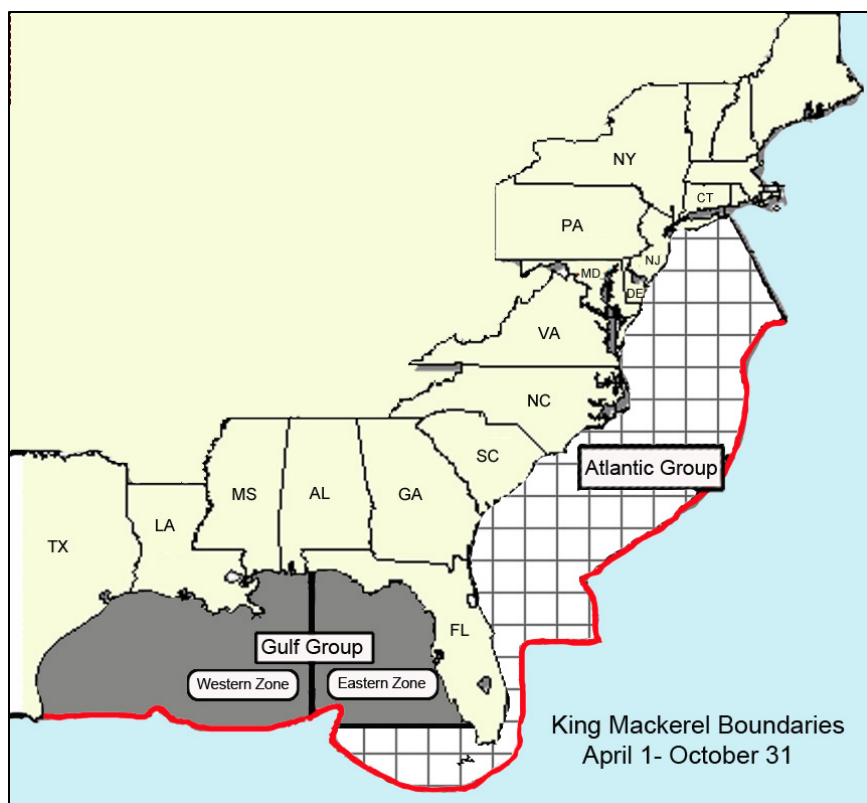 NY
CT
PA
NJ
MD
DE
VA
NC
SC
Atlantic Group
MS
AL
GA
LA
TX
FL
Gulf Group
Western Zone
Eastern Zone
King Mackerel Boundaries
April 1- October 31